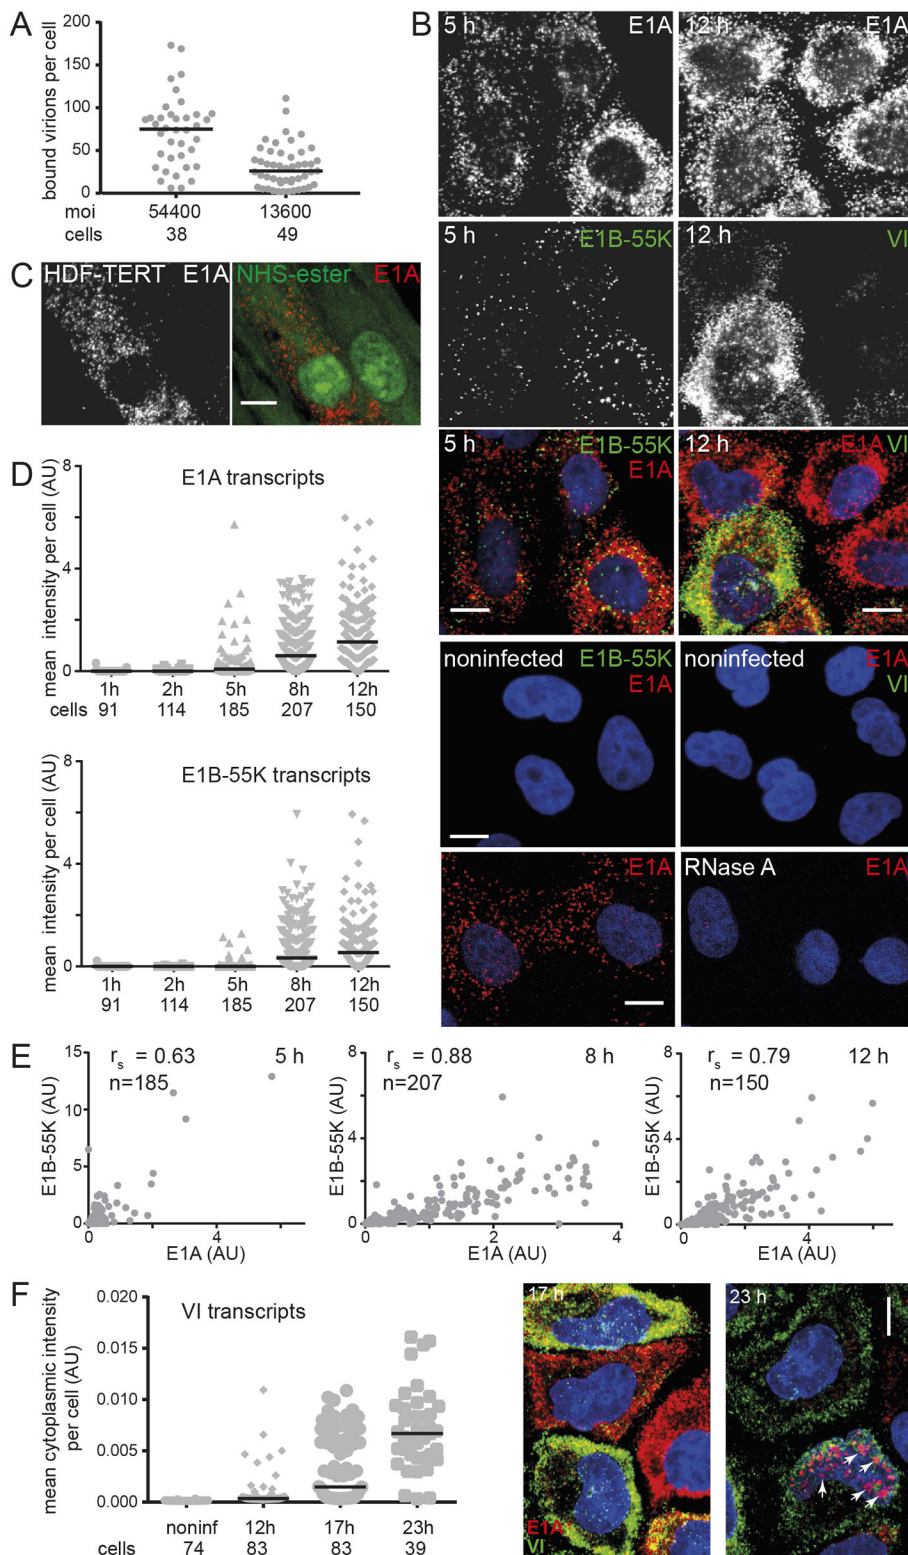 A
bound virions per cell
200
150
100
50
0
moi 54400 13600
cells 38 49
B
5 h E1A
12 h E1A
5 h E1B-55K
12 h VI
5 h E1B-55K
E1A
12 h E1A VI
noninfected E1B-55K
E1A
noninfected E1A
VI
E1A
RNase A E1A
C
HDF-TERT E1A
NHS-ester E1A
D
mean intensity per cell (AU)
E1A transcripts
8
4
0
1h 2h 5h 8h 12h
cells 91 114 185 207 150
mean intensity per cell (AU)
E1B-55K transcripts
8
4
0
1h 2h 5h 8h 12h
91 114 185 207 150
E
E1B-55K (AU)
15
10
5
0
rs = 0.63 5 h
n=185
0 2 4 6
E1A (AU)
E1B-55K (AU)
8
4
0
rs = 0.88 8 h
n=207
0 2 4
E1A (AU)
E1B-55K (AU)
8
4
0
rs = 0.79 12 h
n=150
0 2 4 6
E1A (AU)
F
mean cytoplasmic intensity
per cell (AU)
VI transcripts
0.020
0.015
0.010
0.005
0.000
noninf 12h 17h 23h
cells 74 83 83 39
17 h
E1A
VI
23 h